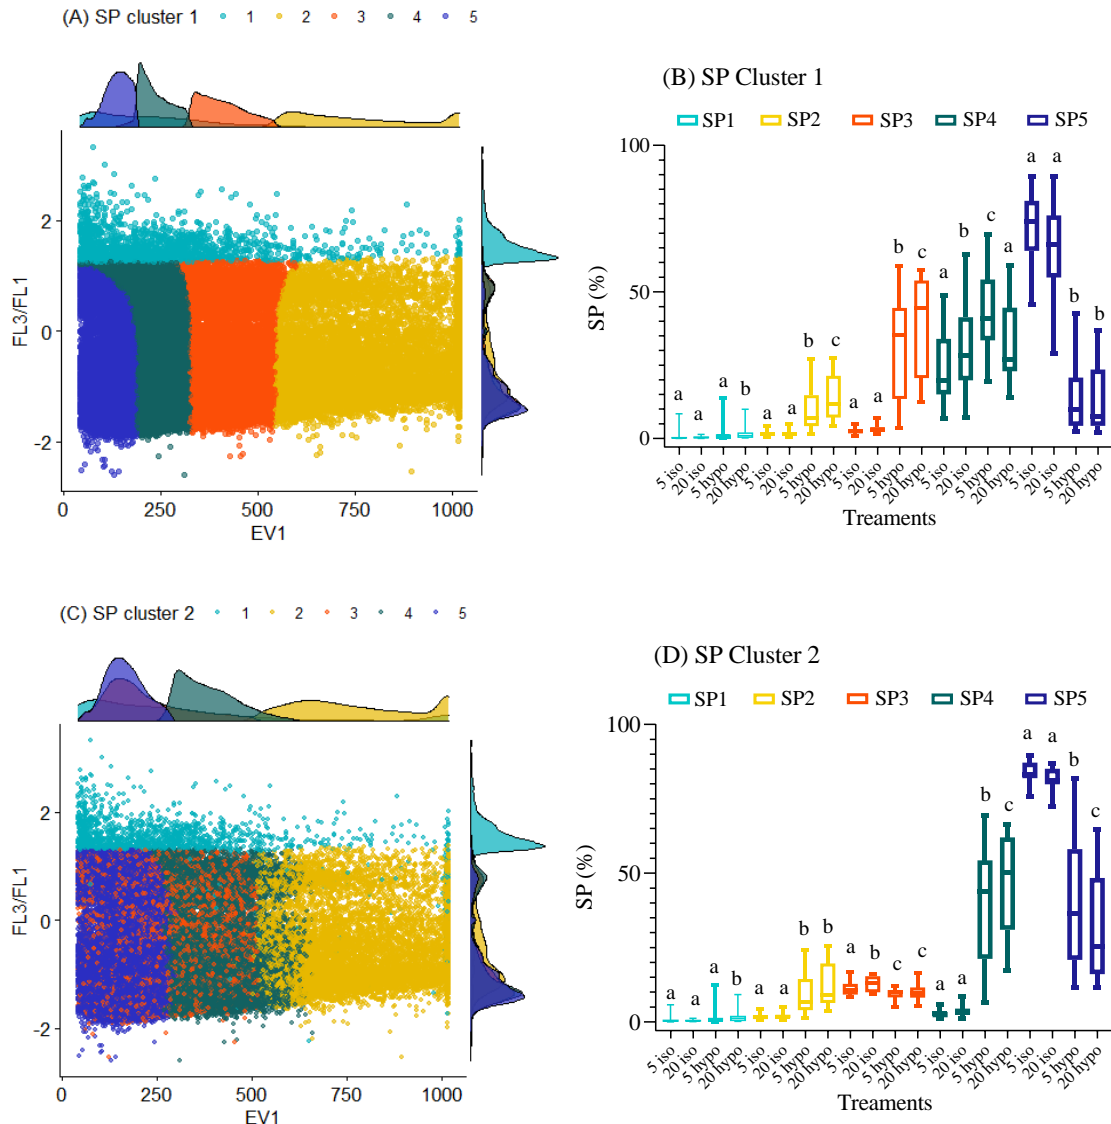 (A) SP cluster 1 1 2 3 4 5
FL3/FL1
2
0
-2
0 250 500 750 1000
EV1
(B) SP Cluster 1
SP1 SP2 SP3 SP4 SP5
SP (%)
100
50
0
a a a b a a b c a a b c a b c a a a b b
5 iso 20 iso 5 hypo 20 hypo 5 iso 20 iso 5 hypo 20 hypo 5 iso 20 iso 5 hypo 20 hypo 5 iso 20 iso 5 hypo 20 hypo 5 iso 20 iso 5 hypo 20 hypo
Treaments
(C) SP cluster 2 1 2 3 4 5
FL3/FL1
2
0
-2
0 250 500 750 1000
EV1
(D) SP Cluster 2
SP1 SP2 SP3 SP4 SP5
SP (%)
100
50
0
a a a b a a b b a b c c a a b c a a b c
5 iso 20 iso 5 hypo 20 hypo 5 iso 20 iso 5 hypo 20 hypo 5 iso 20 iso 5 hypo 20 hypo 5 iso 20 iso 5 hypo 20 hypo 5 iso 20 iso 5 hypo 20 hypo
Treaments